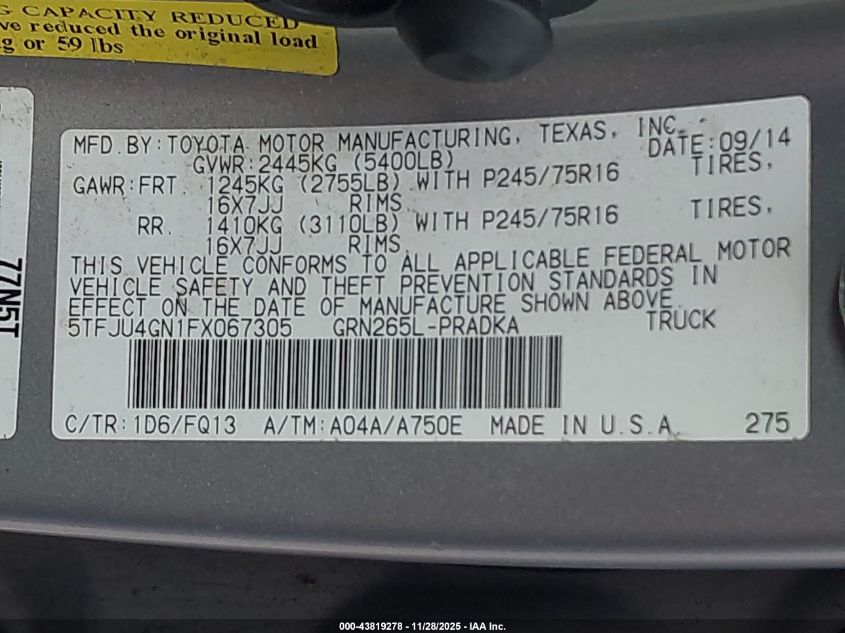 G CAPACITY REDUCED
ve reduced the original load
g or 59 lbs
MFD. BY: TOYOTA MOTOR MANUFACTURING, TEXAS, INC.
GVWR: 2445KG (5400LB) DATE: 09/14
GAWR: FRT. 1245KG (2755LB) WITH P245/75R16 TIRES,
16X7JJ RIMS
RR. 1410KG (3110LB) WITH P245/75R16 TIRES,
16X7JJ RIMS.
THIS VEHICLE CONFORMS TO ALL APPLICABLE FEDERAL MOTOR
VEHICLE SAFETY AND THEFT PREVENTION STANDARDS IN
EFFECT ON THE DATE OF MANUFACTURE SHOWN ABOVE.
5TFJU4GN1FX067305 GRN265L-PRADKA TRUCK
C/TR: 1D6/FQ13 A/TM: A04A/A750E MADE IN U.S.A. 275
77N5T
000-43819278 - 11/28/2025 - IAA Inc.